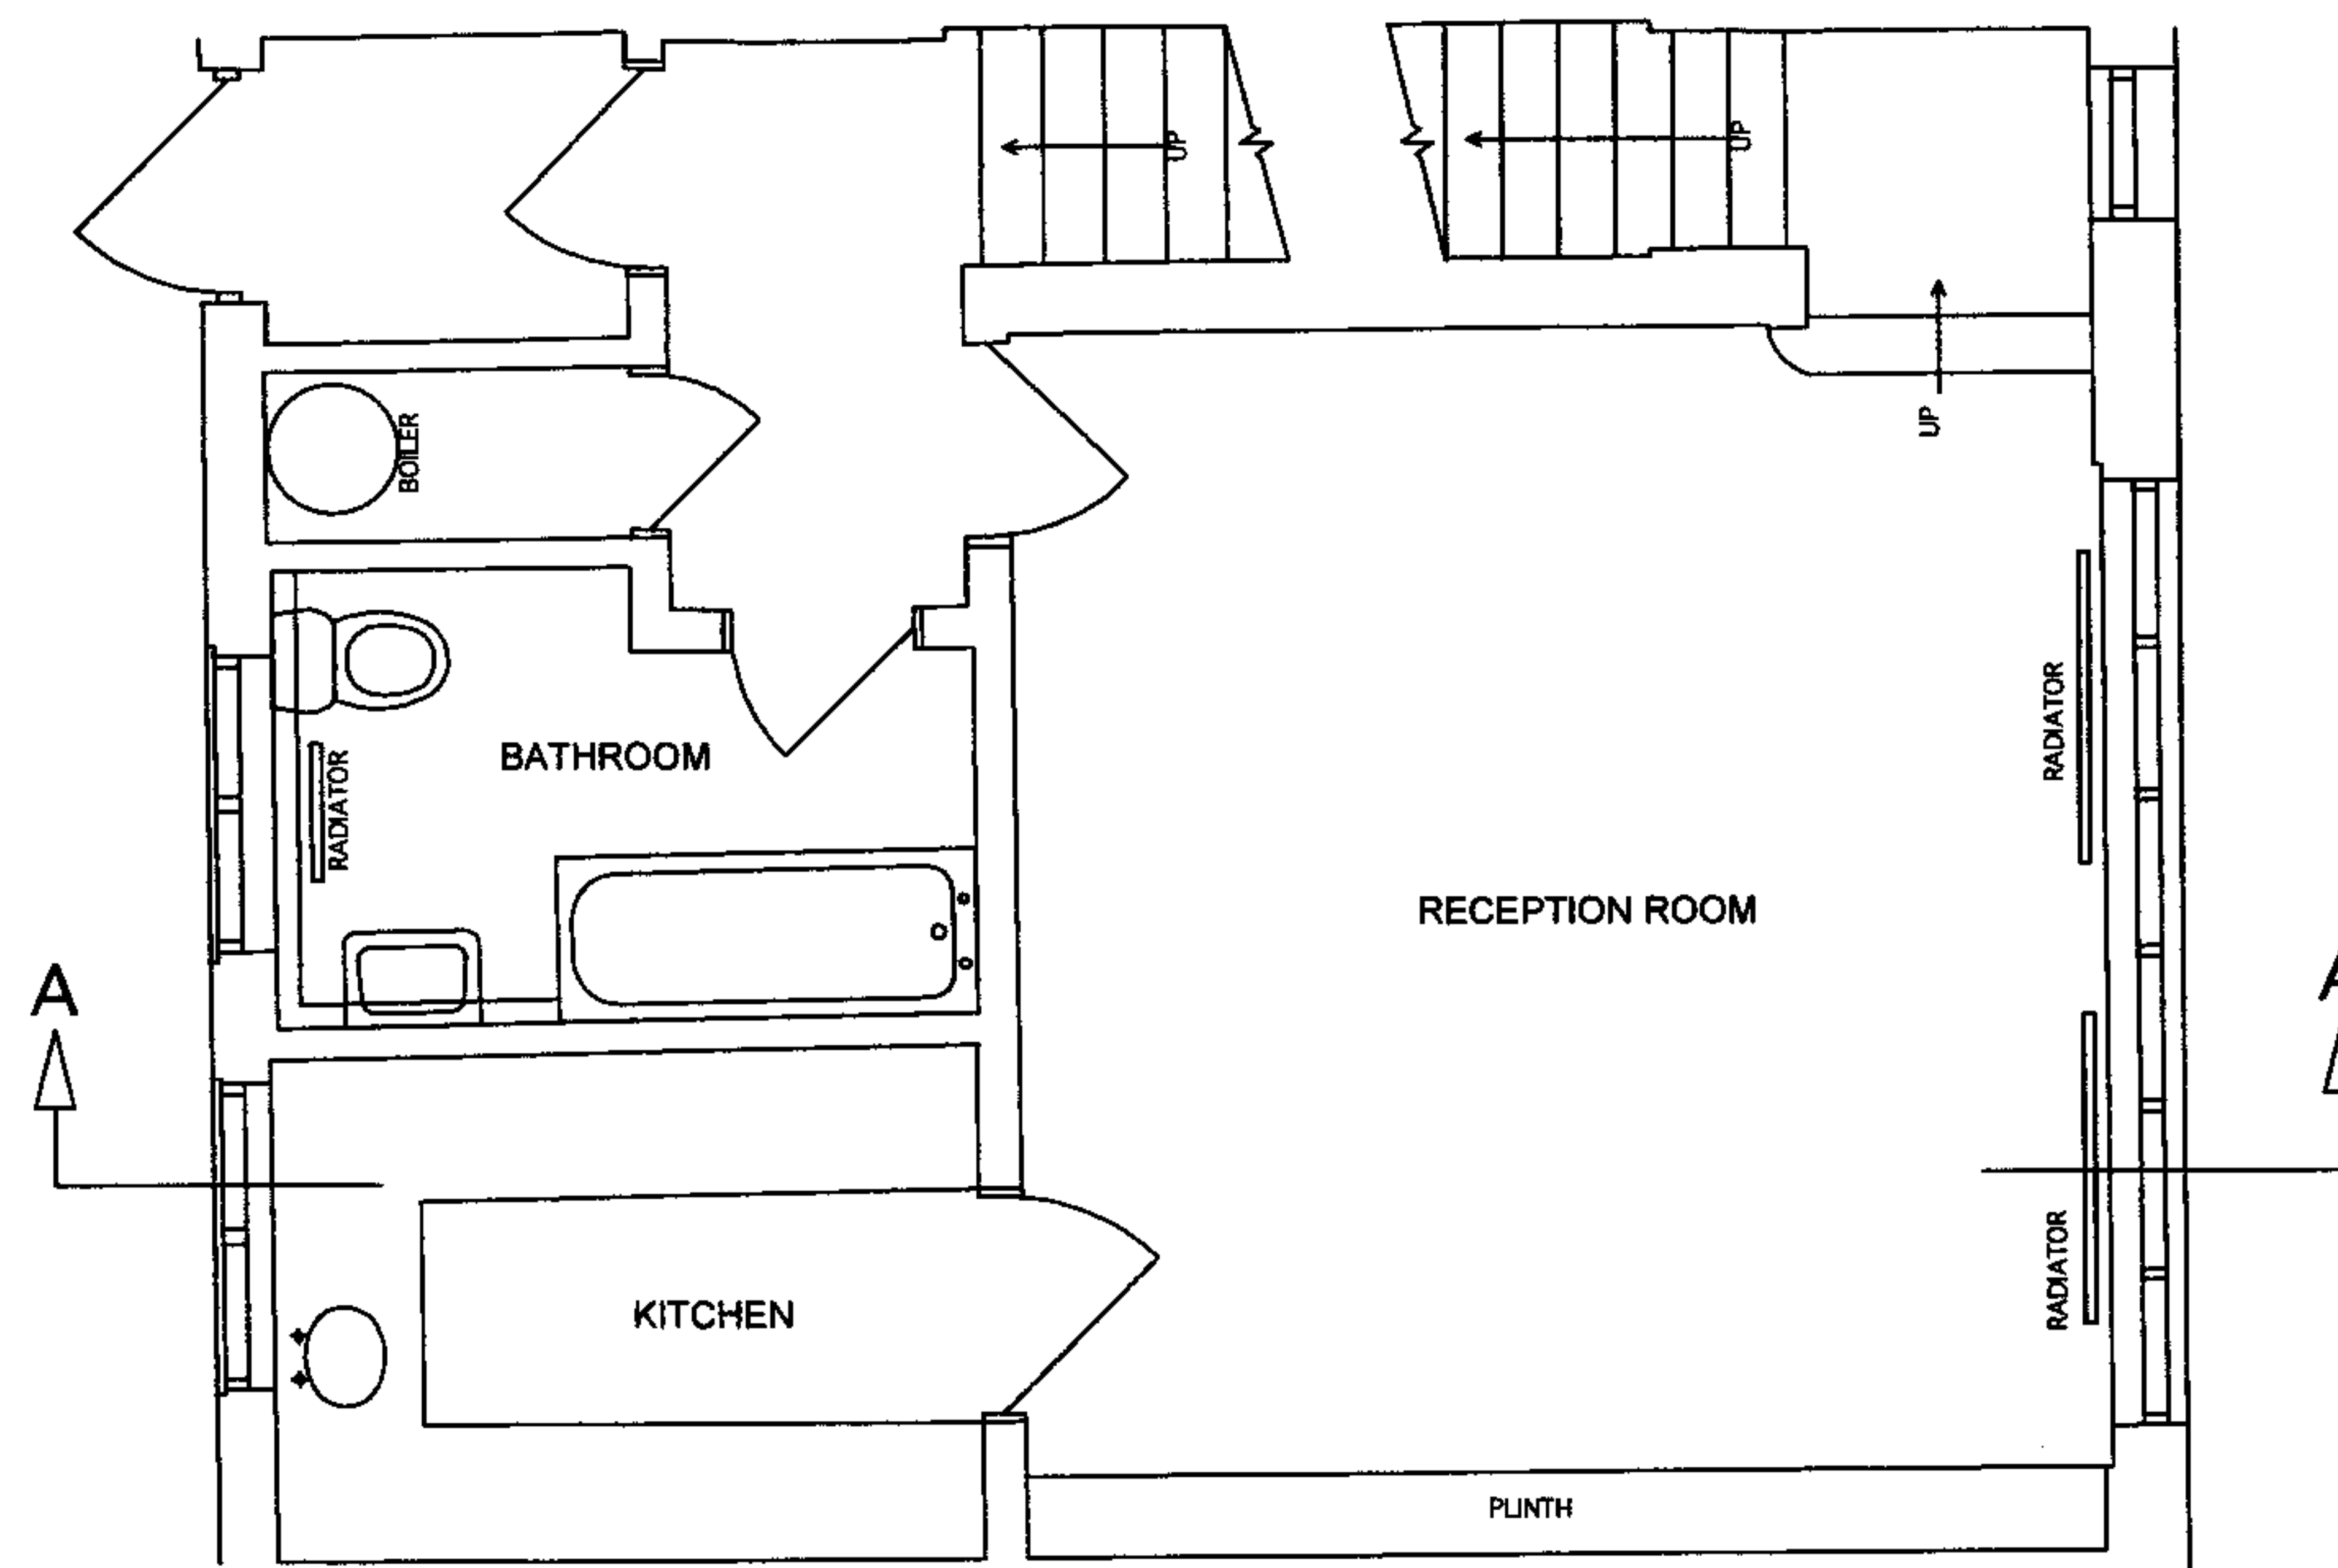 UP
UP
UP
BOILER
BATHROOM
RADIATOR
RADIATOR
RECEPTION ROOM
A
A
RADIATOR
KITCHEN
PLINTH